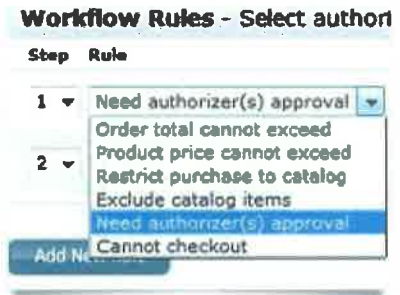 Workflow Rules - Select authori
Step Rule
1 Need authorizer(s) approval
Order total cannot exceed
Product price cannot exceed
2
Restrict purchase to catalog
Exclude catalog items
Need authorizer(s) approval
Cannot checkout
Add